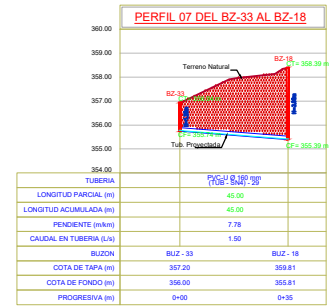 PERFIL 07 DEL BZ-33 AL BZ-18
360.00
359.00
358.00
357.00
356.00
355.00
354.00
BZ-18
CT= 358.39 m
Terreno Natural
BZ-33
Tub. Proyectada
CF= 355.39 m
TUBERIA
PVC-U Ø 160 mm
(TUB - SN4) - 29
LONGITUD PARCIAL (m) 45.00
LONGITUD ACUMULADA (m) 45.00
PENDIENTE (m/km) 7.78
CAUDAL EN TUBERIA (L/s) 1.50
BUZON BUZ - 33 BUZ - 18
COTA DE TAPA (m) 357.20 359.81
COTA DE FONDO (m) 356.00 355.81
PROGRESIVA (m) 0+00 0+35